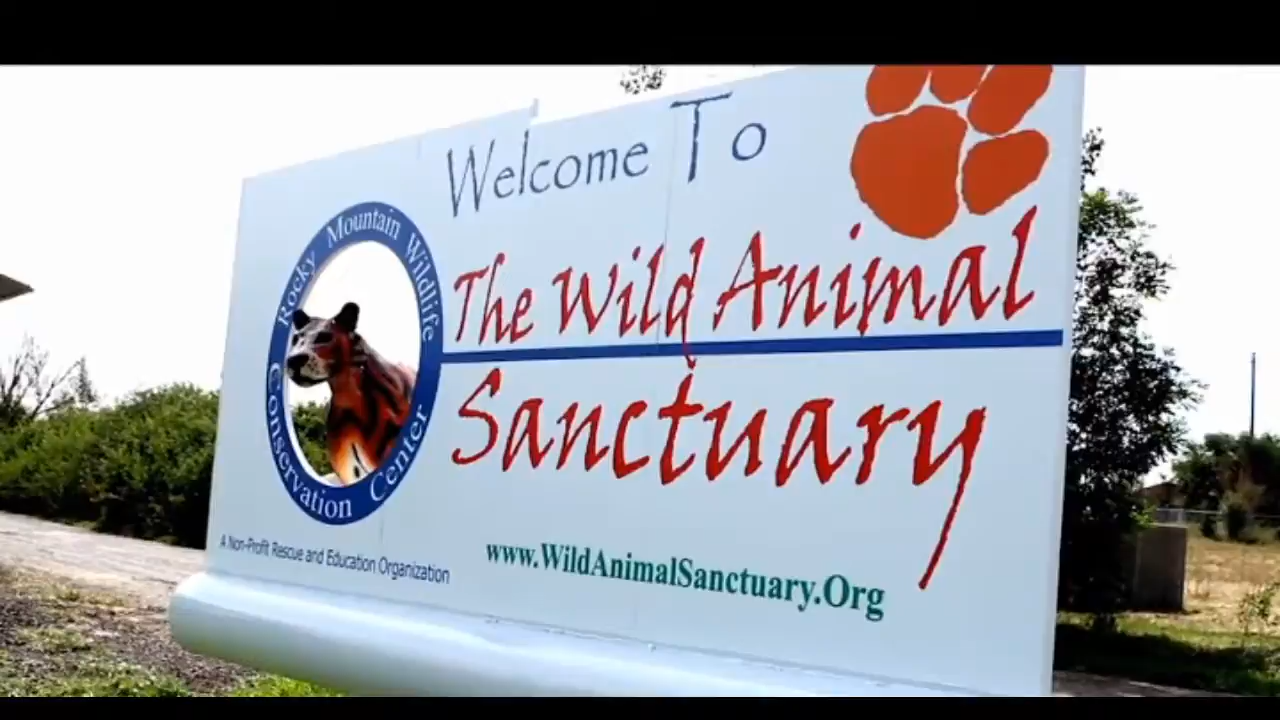 Welcome To
The Wild Animal
Sanctuary
Rocky Mountain Wildlife
Conservation Center
A Non-Profit Rescue and Education Organization
www.WildAnimalSanctuary.Org